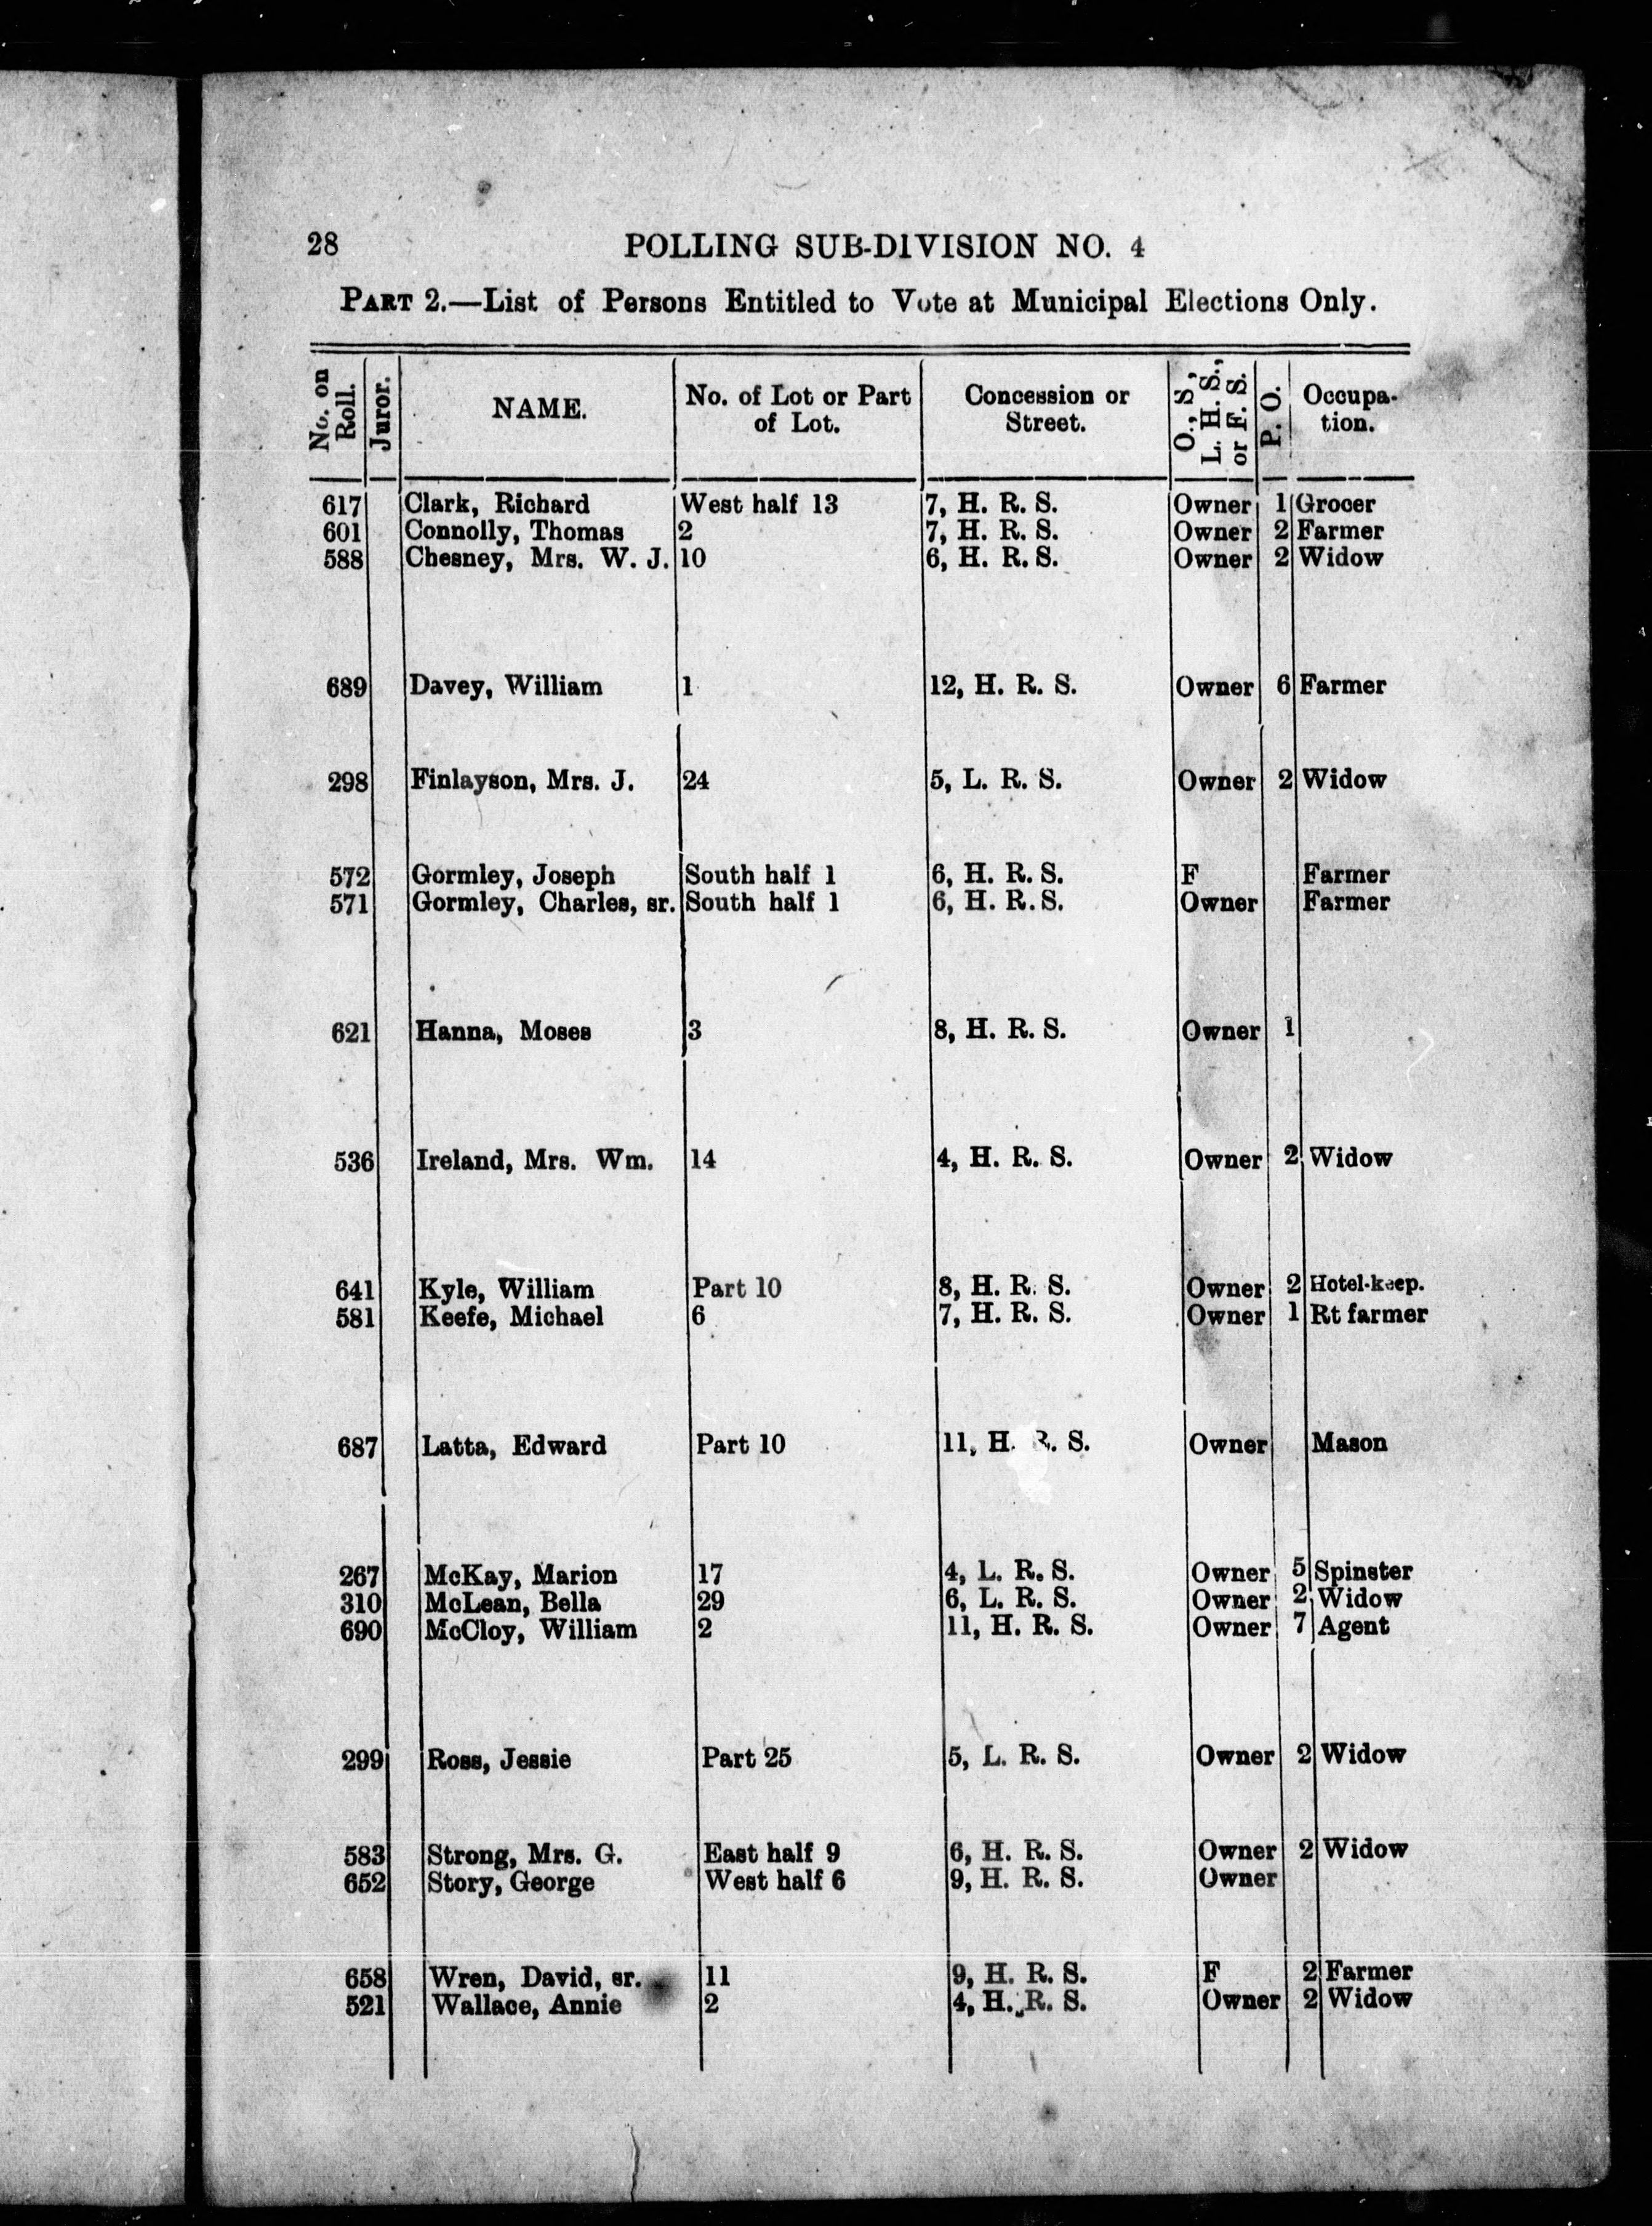 28 POLLING SUB-D1VISION NO. 4
PART 2.—List of Persons Entitled to Vote at Municipal Elections Only.
No. on Roll. Juror. NAME. No. of Lot or Part of Lot. Concession or Street. O., S., L. H. S., or F. S. P. O. Occupa-tion.
617 Clark, Richard West half 13 7, H. R. S. Owner 1 Grocer
601 Connolly, Thomas 2 7, H. R. S. Owner 2 Farmer
588 Chesney, Mrs. W. J. 10 6, H. R. S. Owner 2 Widow
689 Davey, William 1 12, H. R. S. Owner 6 Farmer
298 Finlayson, Mrs. J. 24 5, L. R. S. Owner 2 Widow
572 Gormley, Joseph South half 1 6, H. R. S. F Farmer
571 Gormley, Charles, sr. South half 1 6, H. R. S. Owner Farmer
621 Hanna, Moses 3 8, H. R. S. Owner 1
536 Ireland, Mrs. Wm. 14 4, H. R. S. Owner 2 Widow
641 Kyle, William Part 10 8, H. R. S. Owner 2 Hotel-keep.
581 Keefe, Michael 6 7, H. R. S. Owner 1 Rt farmer
687 Latta, Edward Part 10 11, H. R. S. Owner Mason
267 McKay, Marion 17 4, L. R. S. Owner 5 Spinster
310 McLean, Bella 29 6, L. R. S. Owner 2 Widow
690 McCloy, William 2 11, H. R. S. Owner 7 Agent
299 Ross, Jessie Part 25 5, L. R. S. Owner 2 Widow
583 Strong, Mrs. G. East half 9 6, H. R. S. Owner 2 Widow
652 Story, George West half 6 9, H. R. S. Owner
658 Wren, David, sr. 11 9, H. R. S. F 2 Farmer
521 Wallace, Annie 2 4, H. R. S. Owner 2 Widow